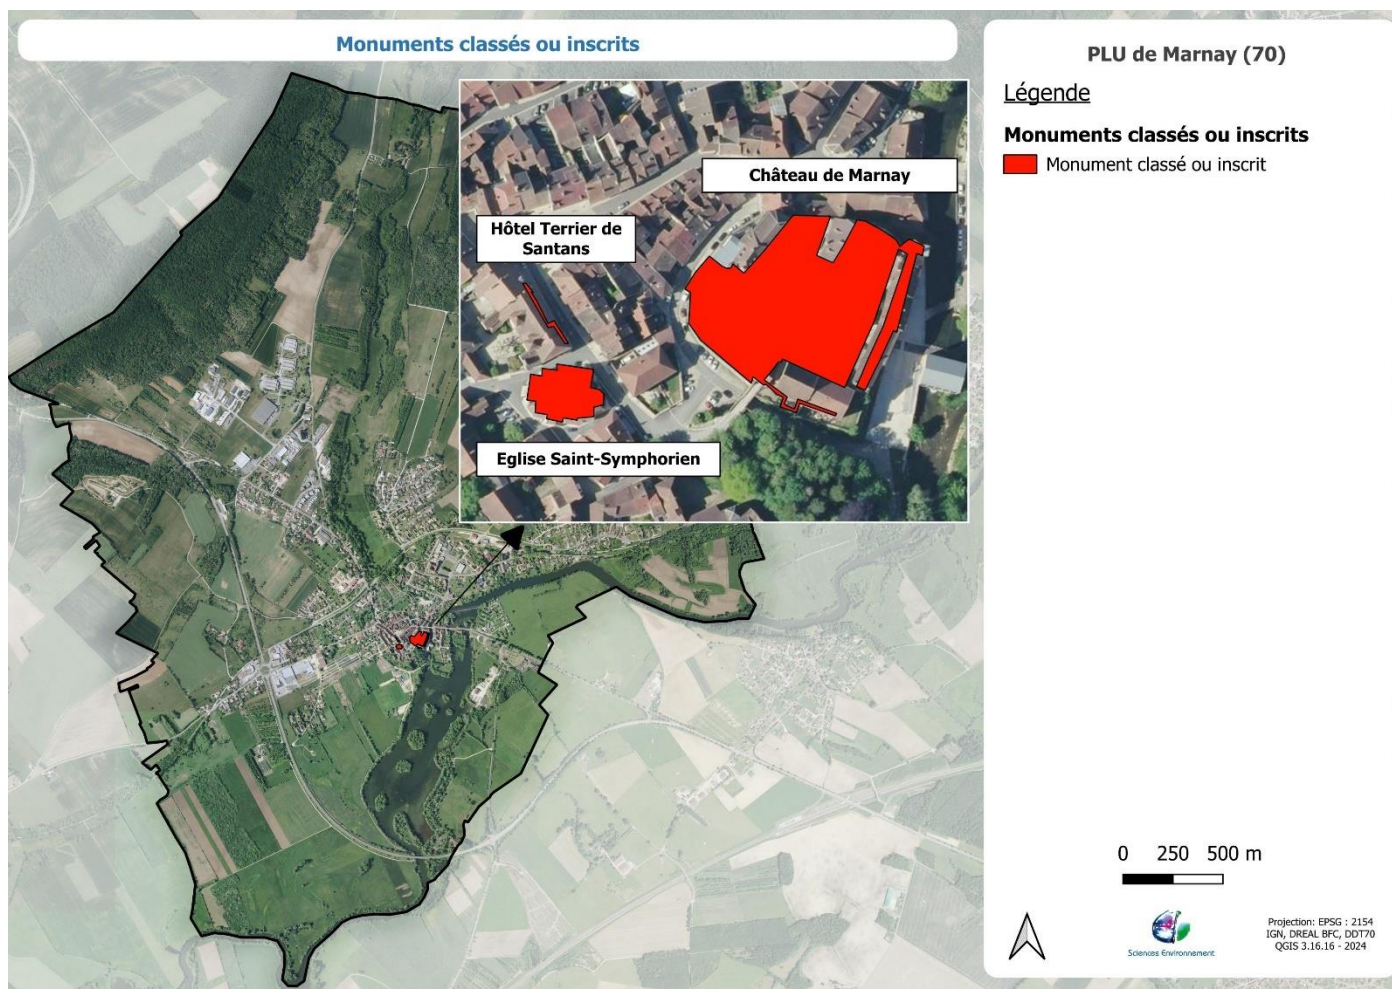 Monuments classés ou inscrits
Château de Marnay
Hôtel Terrier de
Santans
Eglise Saint-Symphorien
PLU de Marnay (70)
Légende
Monuments classés ou inscrits
Monument classé ou inscrit
0 250 500 m
Sciences Environnement
Projection: EPSG : 2154
IGN, DREAL BFC, DDT70
QGIS 3.16.16 - 2024